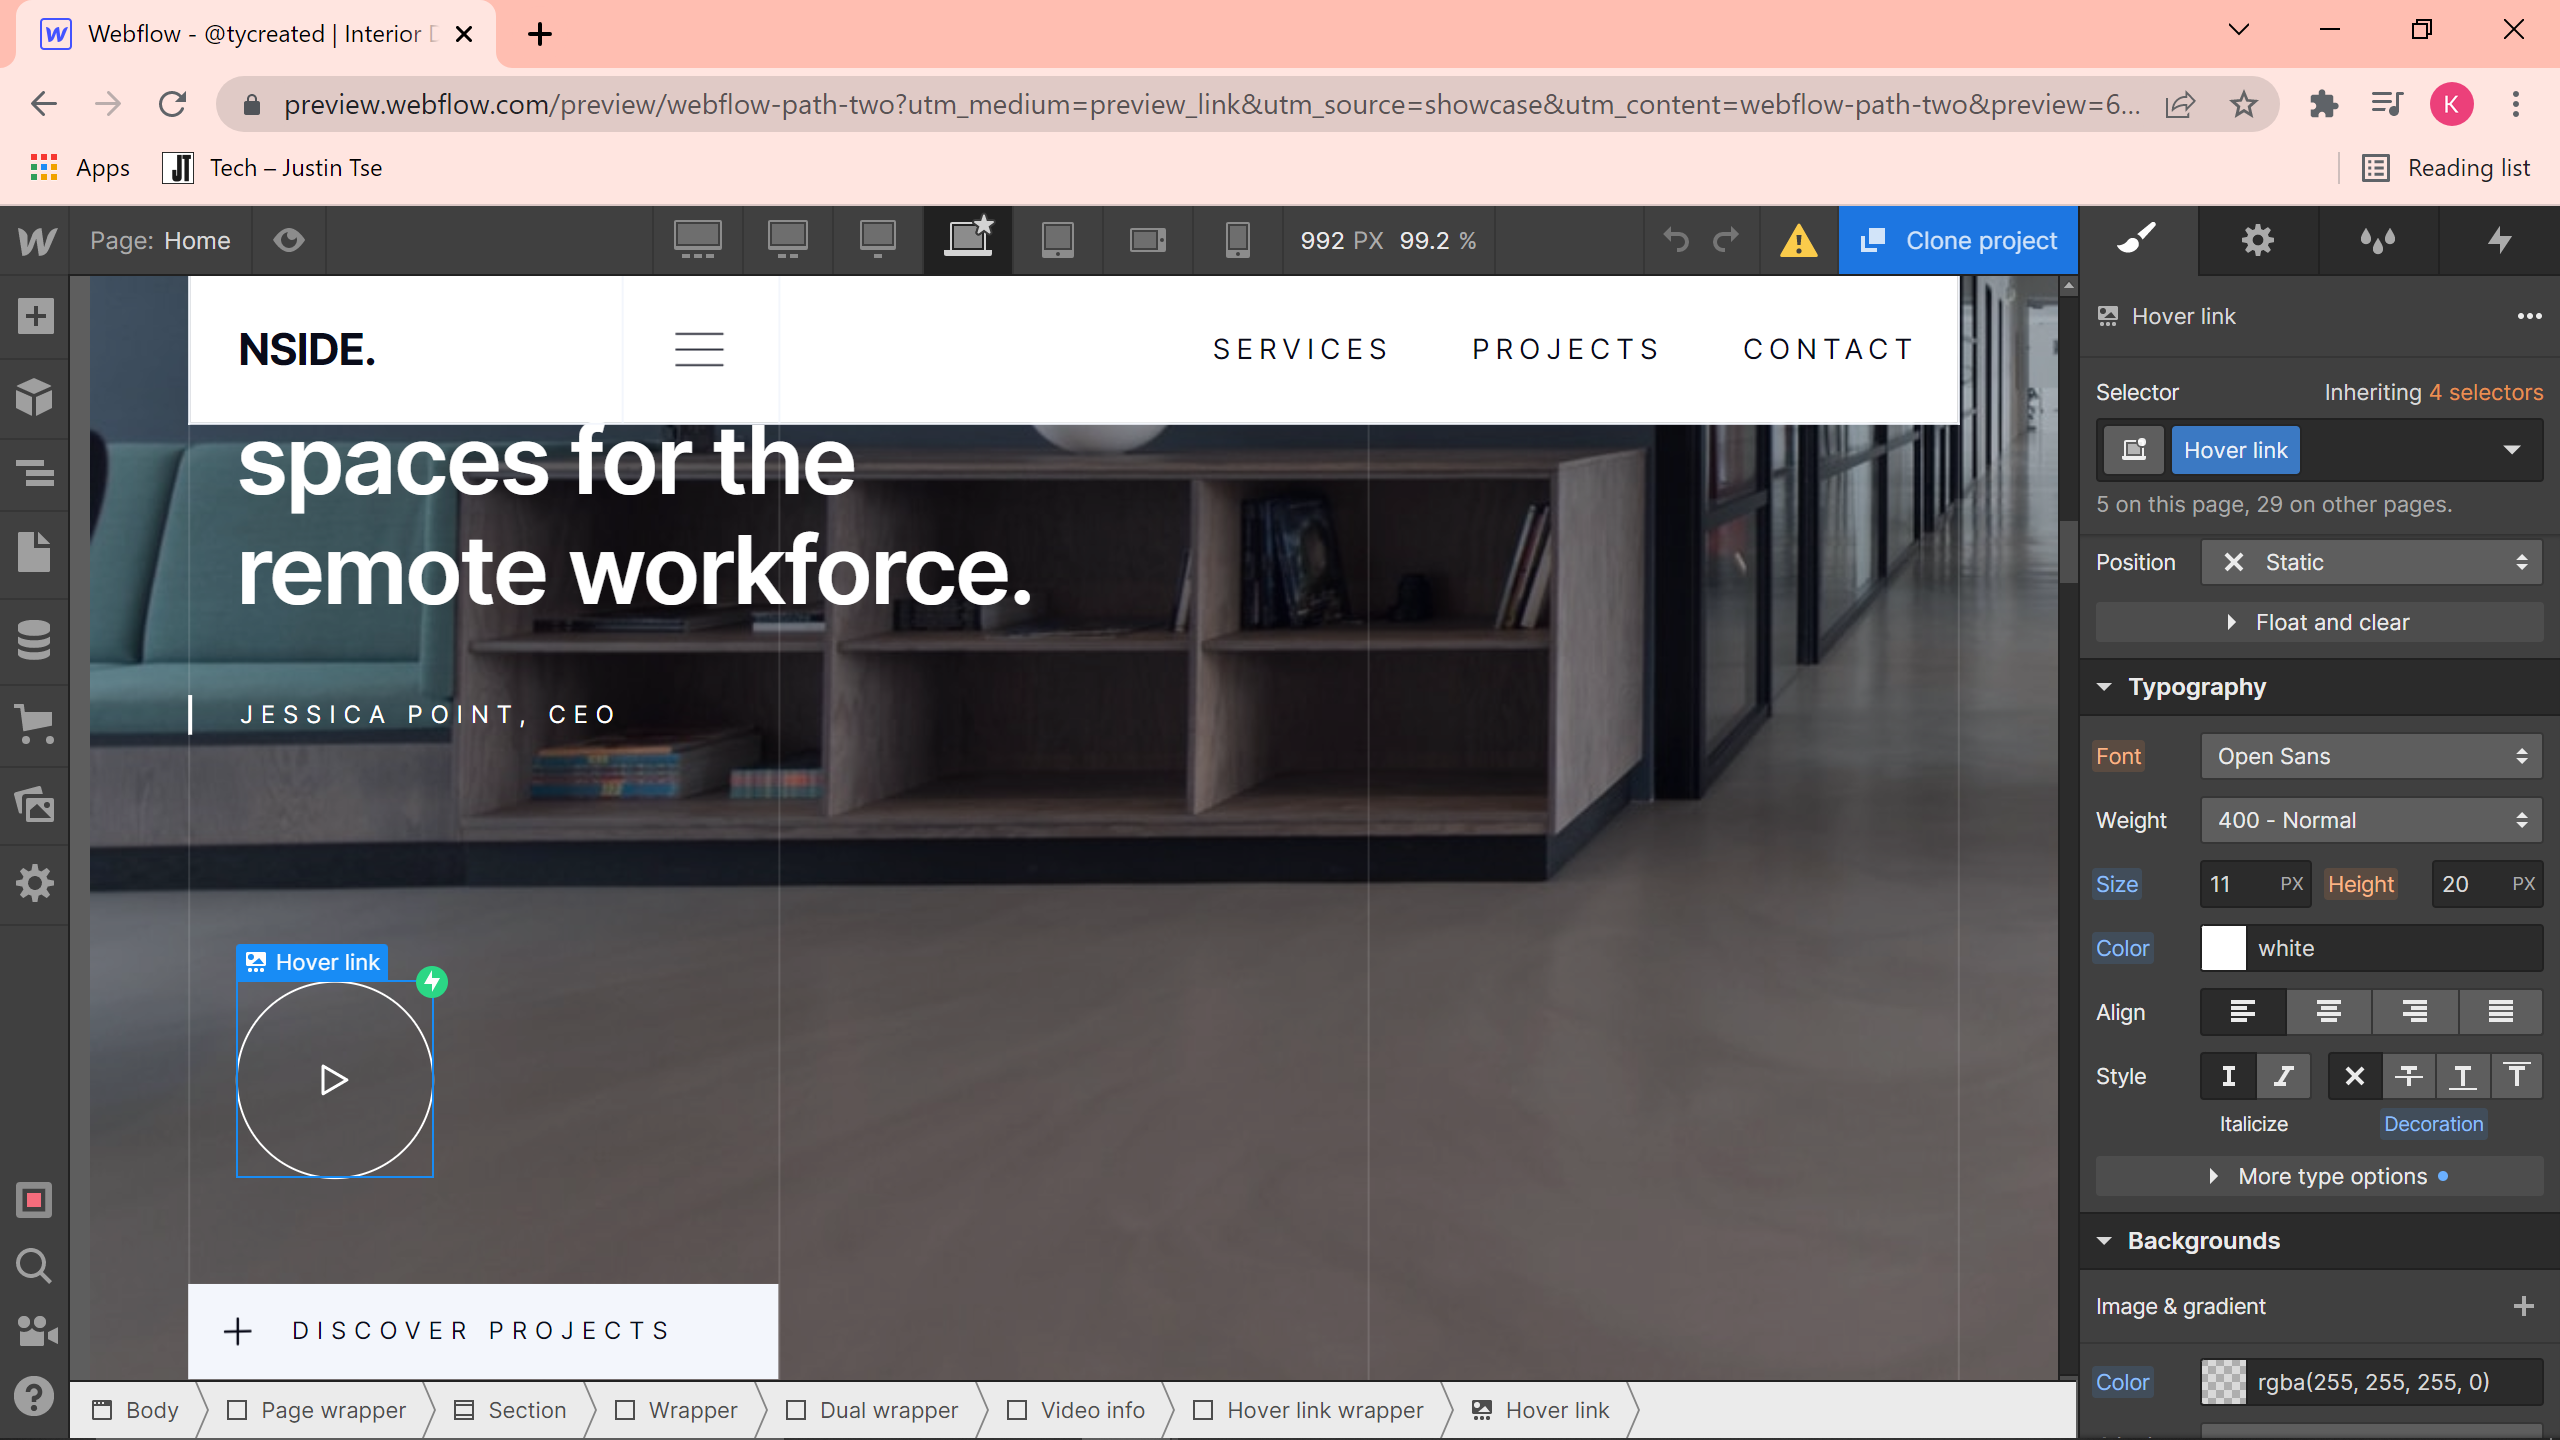 Webflow - @tycreated | Interior D
preview.webflow.com/preview/webflow-path-two?utm_medium=preview_link&utm_source=showcase&utm_content=webflow-path-two&preview=6...
K
Apps
JT
Tech – Justin Tse
Reading list
Page: Home
992 PX 99.2 %
Clone project
NSIDE.
SERVICES
PROJECTS
CONTACT
spaces for the
remote workforce.
JESSICA POINT, CEO
Hover link
DISCOVER PROJECTS
Body
Page wrapper
Section
Wrapper
Dual wrapper
Video info
Hover link wrapper
Hover link
Hover link
Selector
Inheriting 4 selectors
Hover link
5 on this page, 29 on other pages.
Position
Static
Float and clear
Typography
Font
Open Sans
Weight
400 - Normal
Size
11 PX
Height
20 PX
Color
white
Align
Style
Italicize
Decoration
More type options
Backgrounds
Image & gradient
Color
rgba(255, 255, 255, 0)